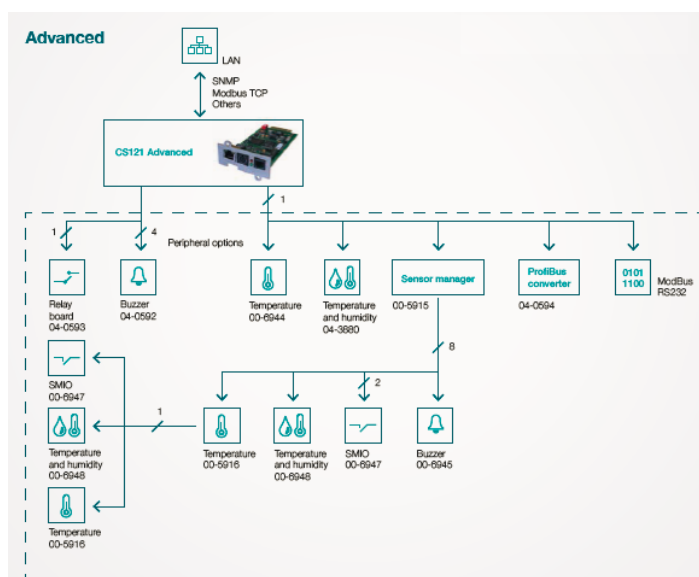 Advanced
LAN
SNMP
Modbus TCP
Others
CS121 Advanced
1
1
4
Peripheral options
Relay
board
04-0593
Buzzer
04-0592
Temperature
00-6944
Temperature
and humidity
04-3680
Sensor manager
00-5915
ProfiBus
converter
04-0594
0101
1100
ModBus
RS232
8
2
1
SMIO
00-6947
Temperature
and humidity
00-6948
Temperature
00-5916
Temperature
00-5916
Temperature
and humidity
00-6948
SMIO
00-6947
Buzzer
00-6945